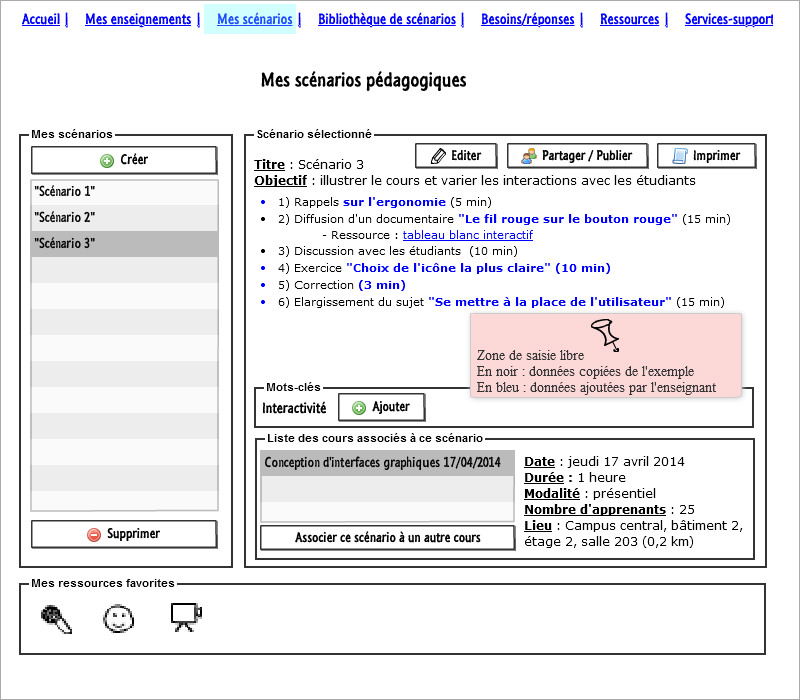 Accueil | Mes enseignements | Mes scénarios | Bibliothèque de scénarios | Besoins/réponses | Ressources | Services-support
Mes scénarios pédagogiques
Mes scénarios
Créer
"Scénario 1"
"Scénario 2"
"Scénario 3"
Supprimer
Scénario sélectionné
Editer
Partager / Publier
Imprimer
Titre : Scénario 3
Objectif : illustrer le cours et varier les interactions avec les étudiants
• 1) Rappels sur l'ergonomie (5 min)
• 2) Diffusion d'un documentaire "Le fil rouge sur le bouton rouge" (15 min)
- Ressource : tableau blanc interactif
• 3) Discussion avec les étudiants (10 min)
• 4) Exercice "Choix de l'icône la plus claire" (10 min)
• 5) Correction (3 min)
• 6) Elargissement du sujet "Se mettre à la place de l'utilisateur" (15 min)
Zone de saisie libre
En noir : données copiées de l'exemple
En bleu : données ajoutées par l'enseignant
Mots-clés
Interactivité
Ajouter
Liste des cours associés à ce scénario
Conception d'interfaces graphiques 17/04/2014
Associer ce scénario à un autre cours
Date : jeudi 17 avril 2014
Durée : 1 heure
Modalité : présentiel
Nombre d'apprenants : 25
Lieu : Campus central, bâtiment 2,
étage 2, salle 203 (0,2 km)
Mes ressources favorites